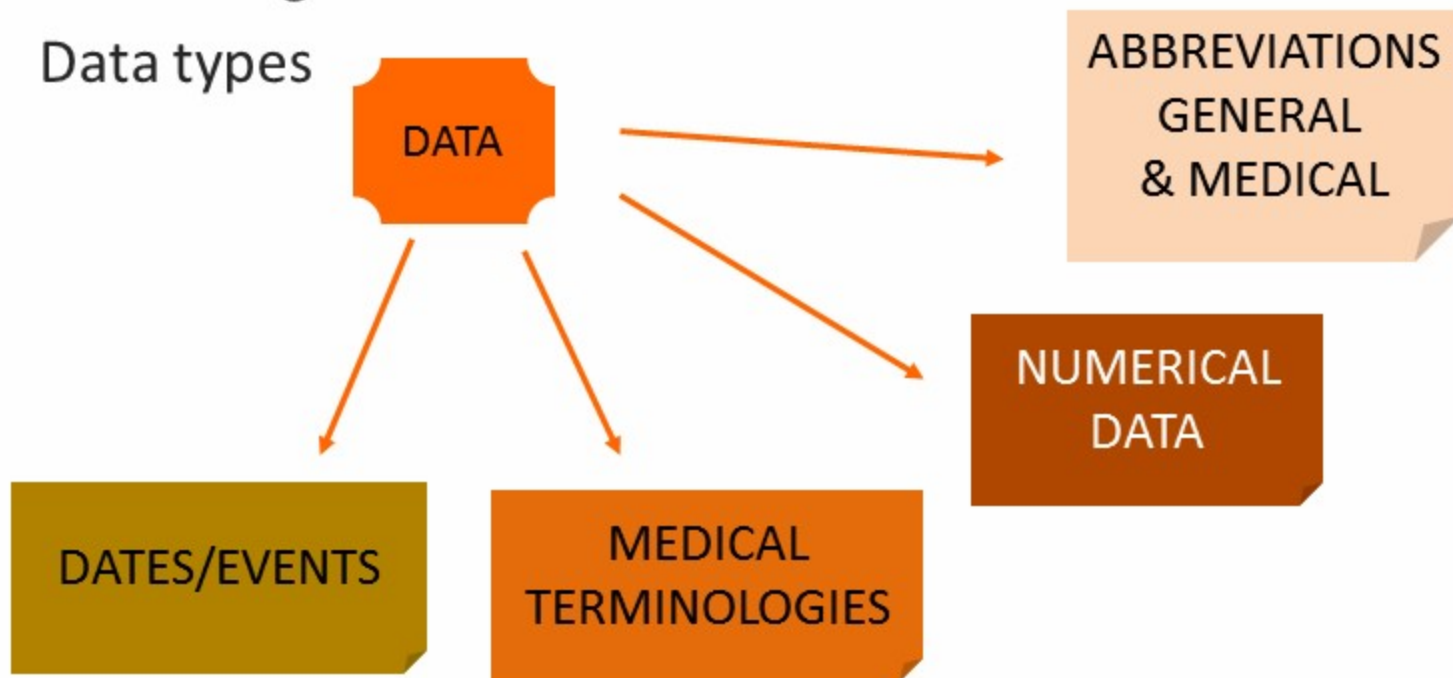 Data types
DATA
ABBREVIATIONS
GENERAL
& MEDICAL
NUMERICAL
DATA
DATES/EVENTS
MEDICAL
TERMINOLOGIES